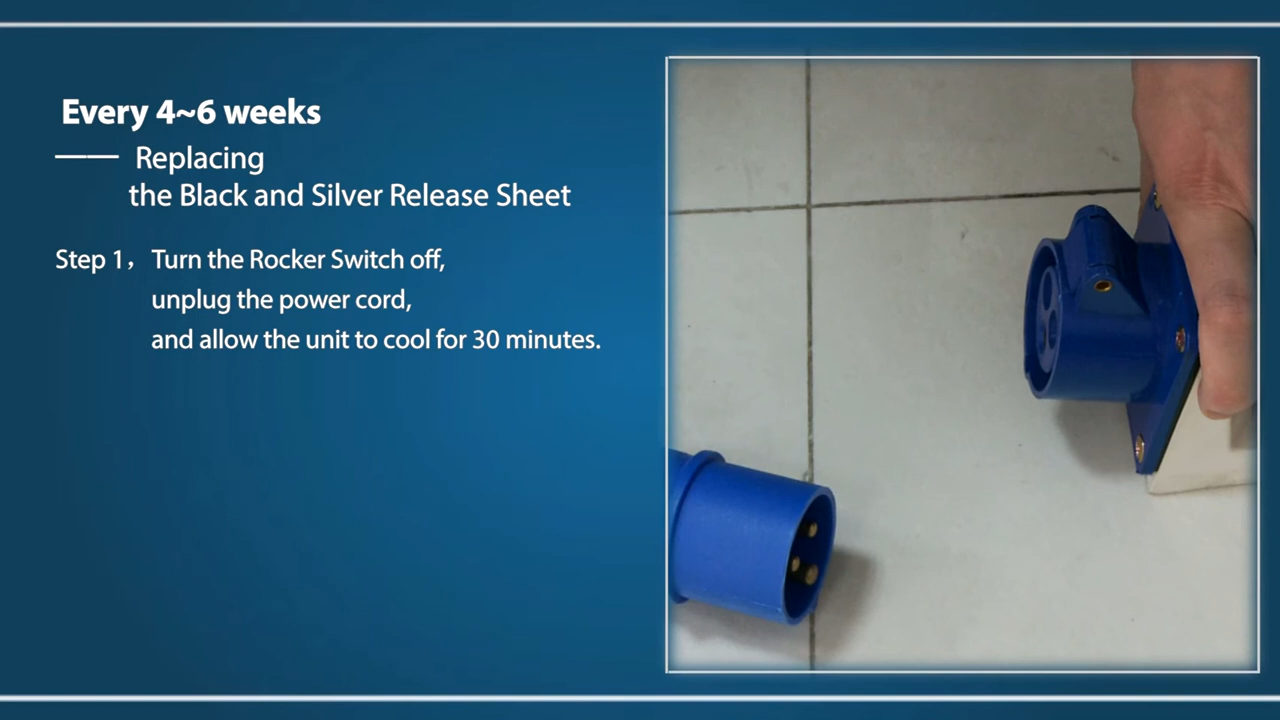 Every 4~6 weeks
—— Replacing
the Black and Silver Release Sheet
Step 1，Turn the Rocker Switch off,
unplug the power cord,
and allow the unit to cool for 30 minutes.